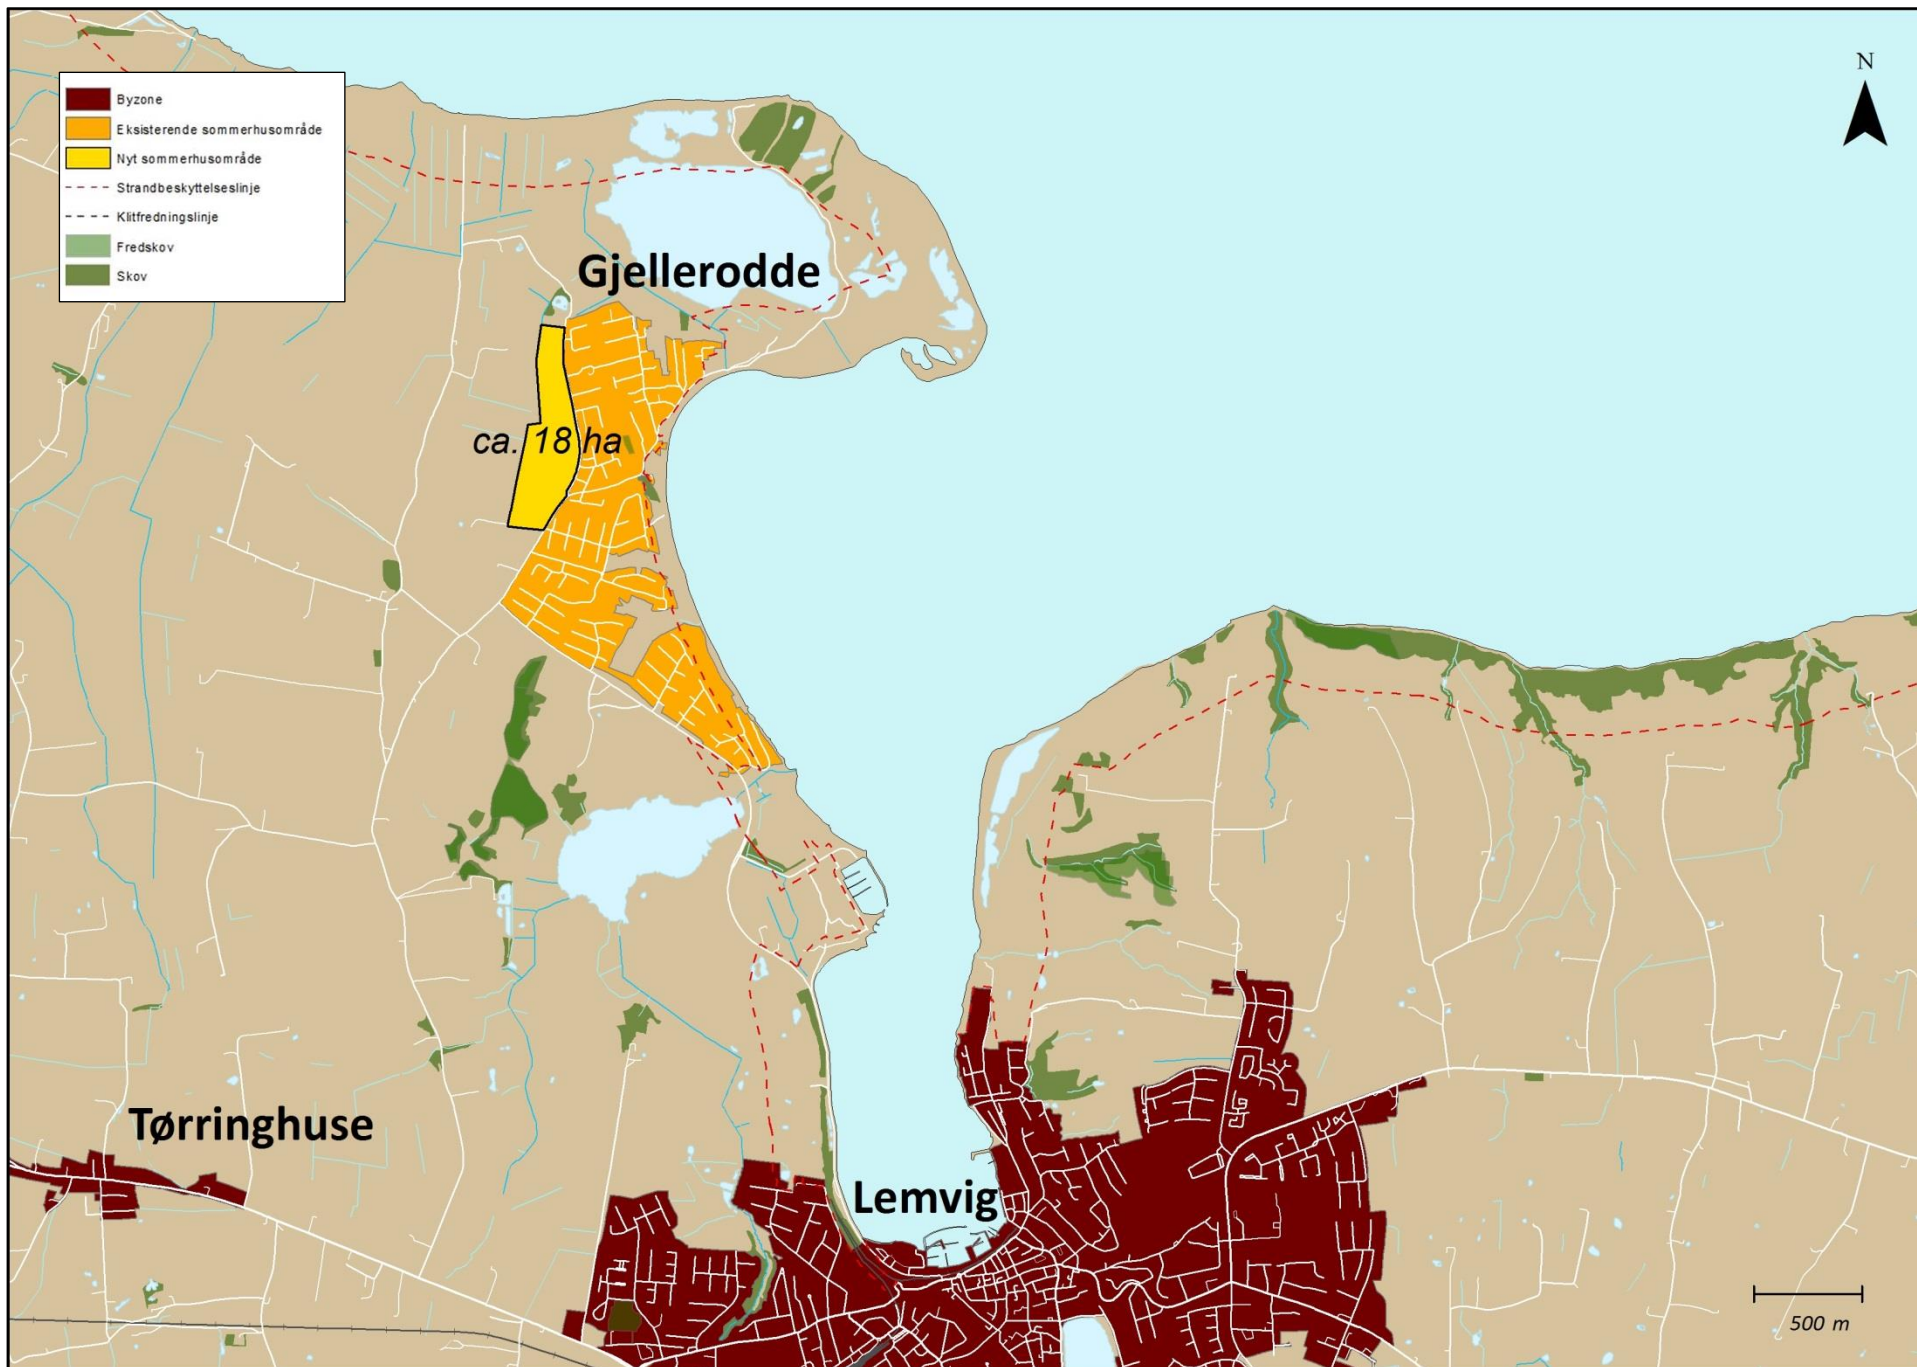 N
Byzone
Eksisterende sommerhusområde
Nyt sommerhusområde
Strandbeskyttelseslinje
Klitfredningslinje
Fredskov
Skov
Gjellerodde
ca. 18 ha
Tørringhuse
Lemvig
500 m